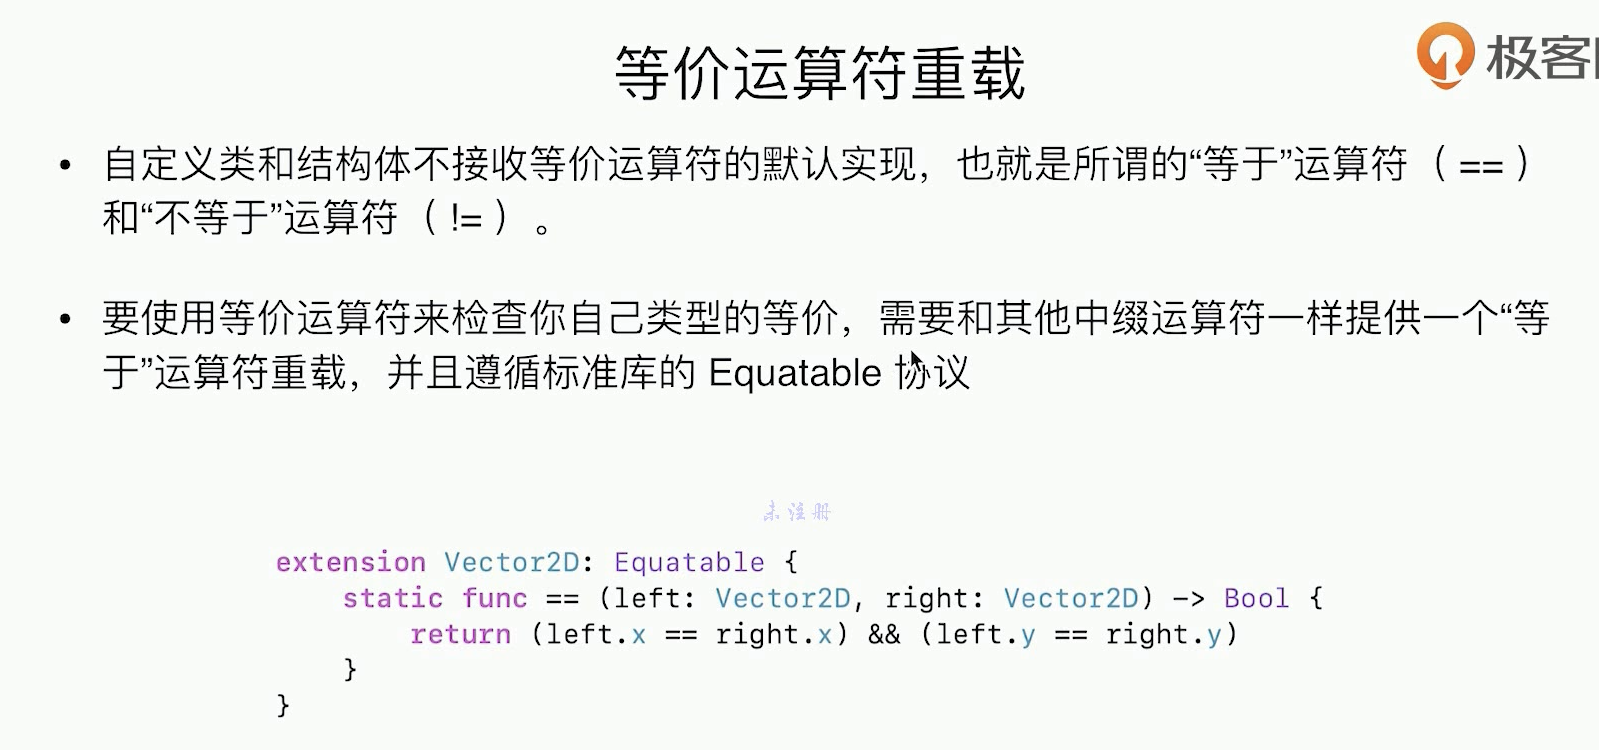 等价运算符重载
极客
• 自定义类和结构体不接收等价运算符的默认实现，也就是所谓的“等于”运算符（ == ）
和“不等于”运算符（ != ）。
• 要使用等价运算符来检查你自己类型的等价，需要和其他中缀运算符一样提供一个“等
于”运算符重载，并且遵循标准库的 Equatable 协议
未注册
extension Vector2D: Equatable {
static func == (left: Vector2D, right: Vector2D) -> Bool {
return (left.x == right.x) && (left.y == right.y)
}
}